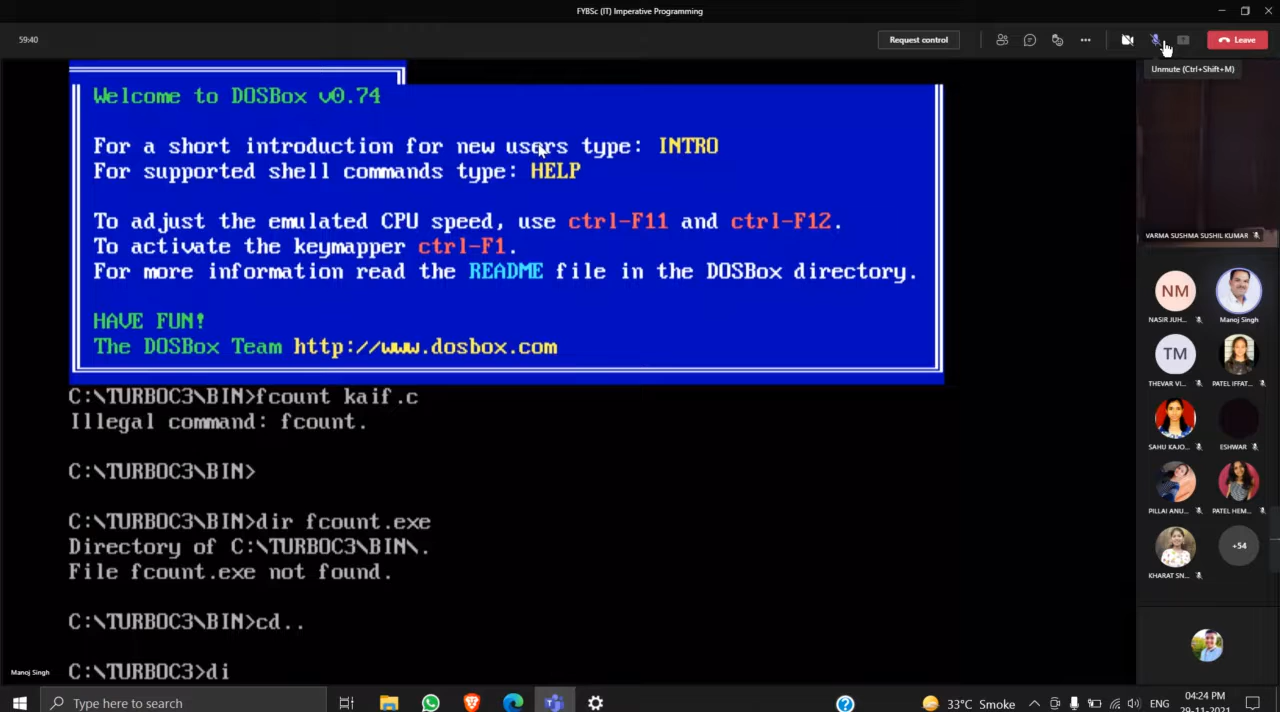 FYBSc (IT) Imperative Programming
59:40
Request control
Leave
Unmute (Ctrl+Shift+M)
Welcome to DOSBox v0.74
For a short introduction for new users type: INTRO
For supported shell commands type: HELP
To adjust the emulated CPU speed, use ctrl-F11 and ctrl-F12.
To activate the keymapper ctrl-F1.
For more information read the README file in the DOSBox directory.
HAVE FUN!
The DOSBox Team http://www.dosbox.com
C:\TURBOC3\BIN>fcount kaif.c
Illegal command: fcount.
C:\TURBOC3\BIN>
C:\TURBOC3\BIN>dir fcount.exe
Directory of C:\TURBOC3\BIN\.
File fcount.exe not found.
C:\TURBOC3\BIN>cd..
C:\TURBOC3>di
Manoj Singh
VARMA SUSHMA SUSHIL KUMAR
NM
NASIR JUH... Manoj Singh
TM
THEVAR VI... PATEL IFFAT...
SAHU KAJO... ESHWAR
PILLAI ANU... PATEL HEM...
+54
KHARAT SN...
Type here to search
33°C Smoke
ENG
04:24 PM
29-11-2021